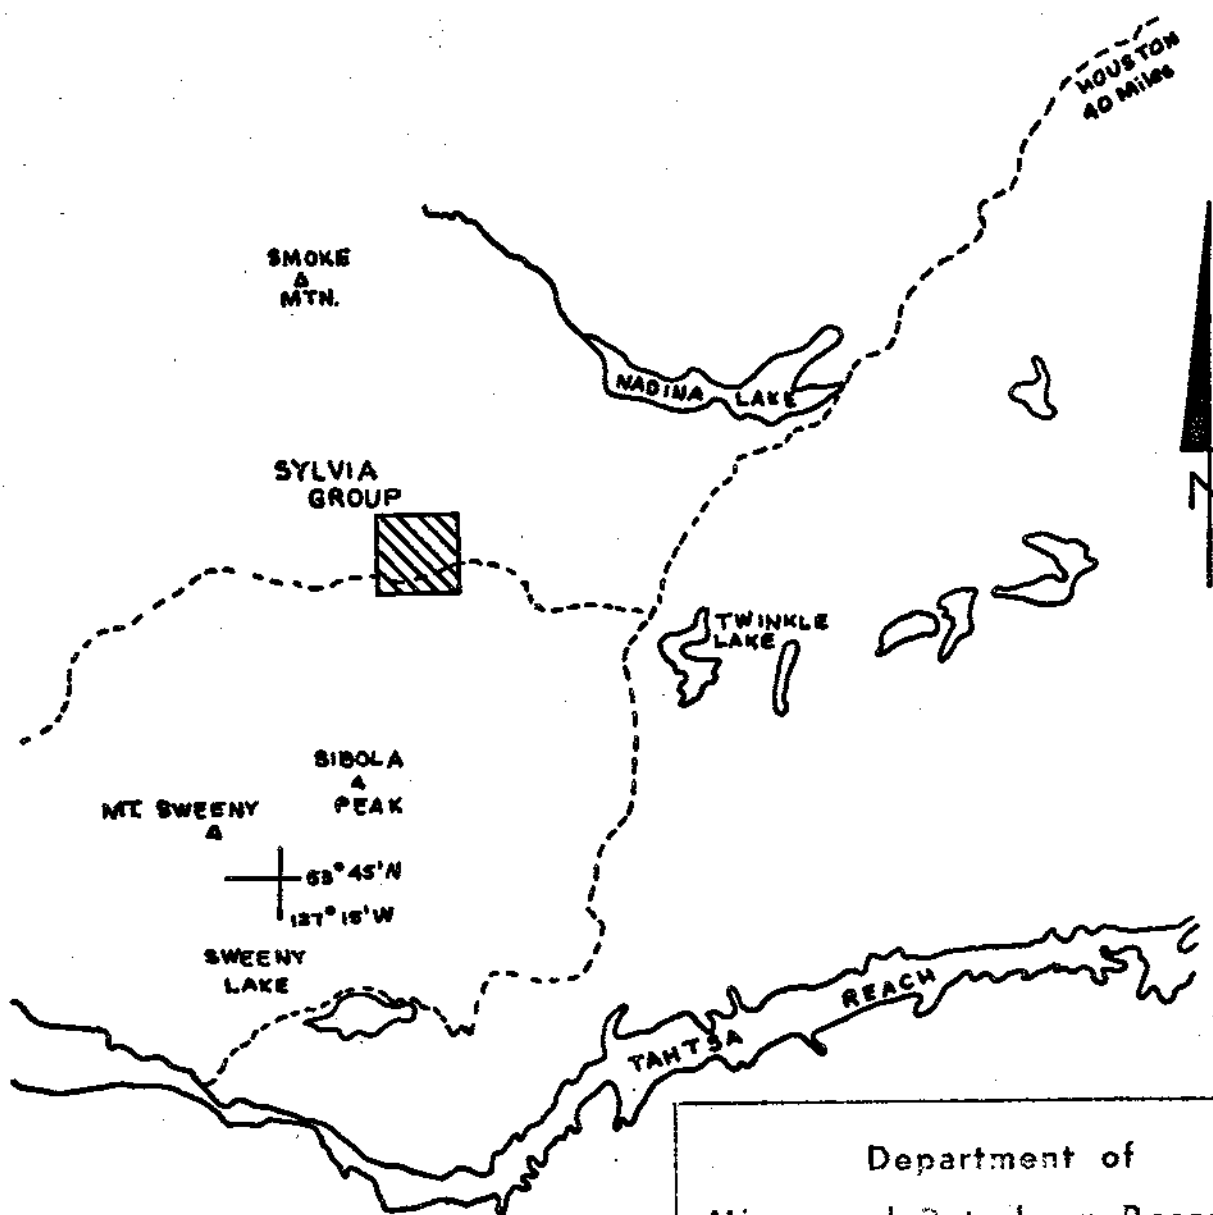 HOUSTON
40 Miles
SMOKE
MTN.
NADINA LAKE
N
SYLVIA
GROUP
TWINKLE
LAKE
SIBOLA
PEAK
MT. SWEENY
53° 45' N
127° 15' W
SWEENY
LAKE
TAHTSA REACH
Department of